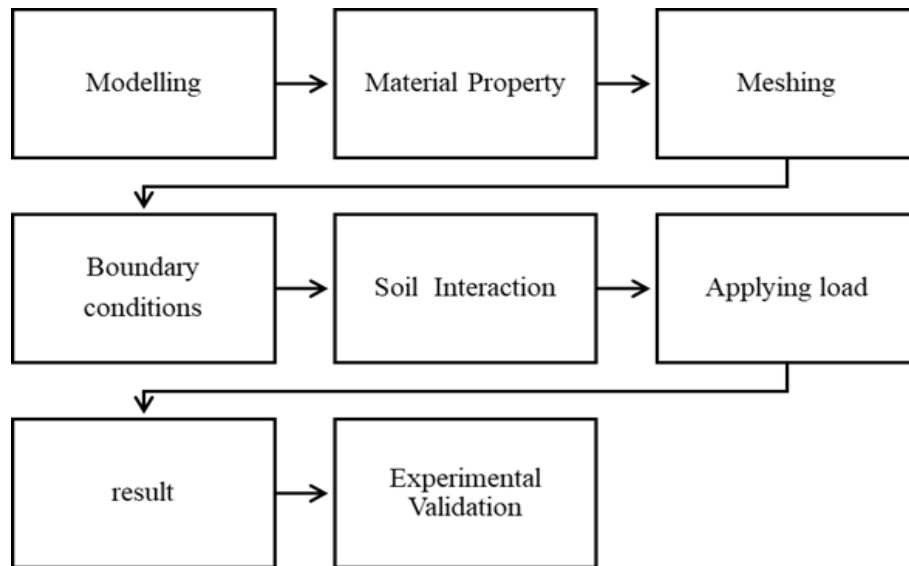 Modelling
Material Property
Meshing
Boundary
conditions
Soil Interaction
Applying load
result
Experimental
Validation